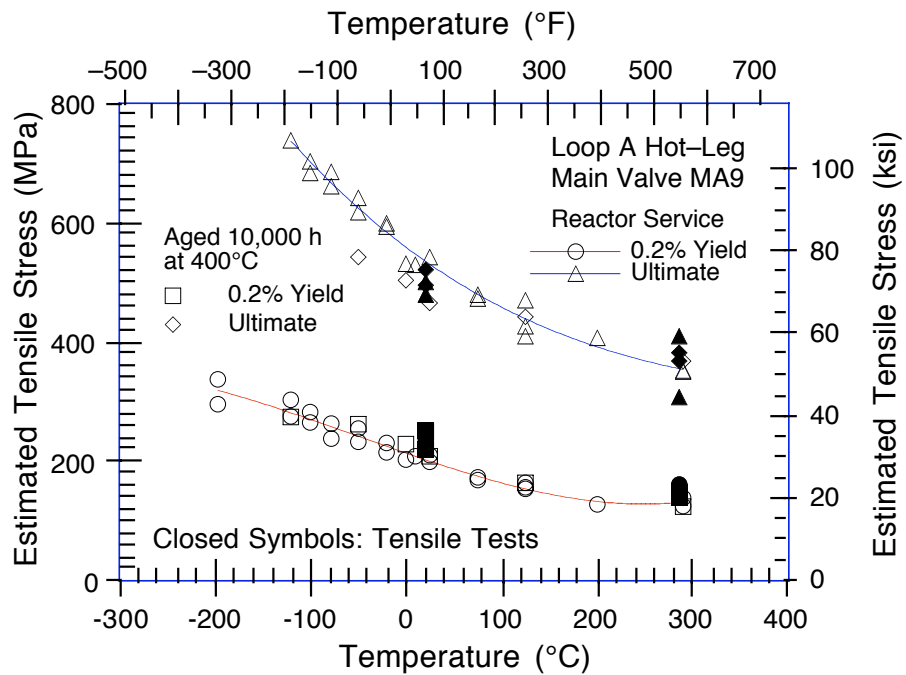 Temperature (°F)
–500 –300 –100 100 300 500 700
Estimated Tensile Stress (MPa)
800
600
400
200
0
Loop A Hot–Leg
Main Valve MA9
Reactor Service
0.2% Yield
Ultimate
Aged 10,000 h
at 400°C
0.2% Yield
Ultimate
Closed Symbols: Tensile Tests
100
80
60
40
20
0
Estimated Tensile Stress (ksi)
-300 -200 -100 0 100 200 300 400
Temperature (°C)